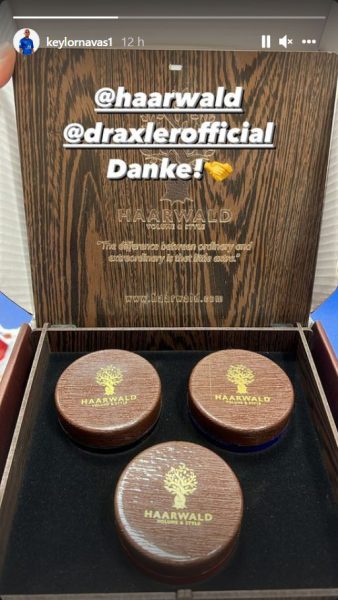 keylornavas1 12 h
@haarwald
@draxlerofficial
Danke!
HAARWALD
VOLUME & STYLE
"The difference between ordinary and
extraordinary is that little extra."
www.haarwald.com
HAARWALD
VOLUME & STYLE
HAARWALD
VOLUME & STYLE
HAARWALD
VOLUME & STYLE